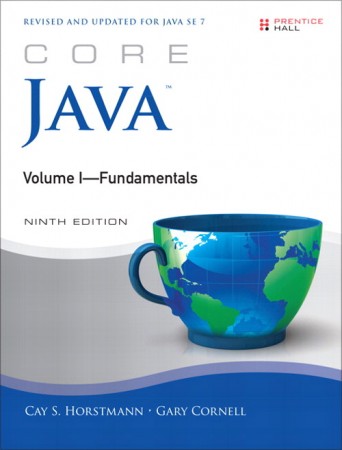 REVISED AND UPDATED FOR JAVA SE 7
PRENTICE
HALL
CORE
JAVA™
Volume I—Fundamentals
NINTH EDITION
CAY S. HORSTMANN • GARY CORNELL